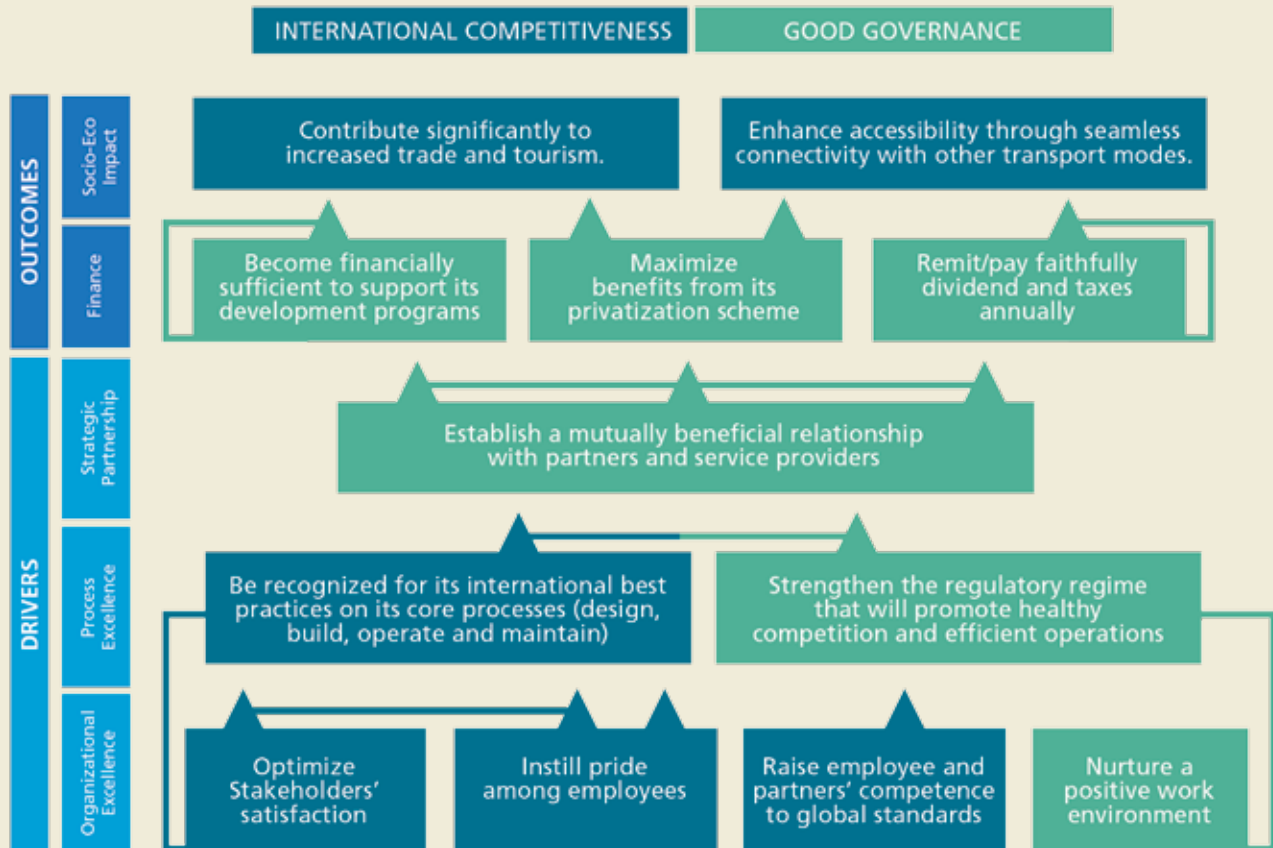 INTERNATIONAL COMPETITIVENESS
GOOD GOVERNANCE
OUTCOMES
Socio-Eco
Impact
Contribute significantly to
increased trade and tourism.
Enhance accessibility through seamless
connectivity with other transport modes.
Finance
Become financially
sufficient to support its
development programs
Maximize
benefits from its
privatization scheme
Remit/pay faithfully
dividend and taxes
annually
DRIVERS
Strategic
Partnership
Establish a mutually beneficial relationship
with partners and service providers
Process
Excellence
Be recognized for its international best
practices on its core processes (design,
build, operate and maintain)
Strengthen the regulatory regime
that will promote healthy
competition and efficient operations
Organizational
Excellence
Optimize
Stakeholders’
satisfaction
Instill pride
among employees
Raise employee and
partners’ competence
to global standards
Nurture a
positive work
environment